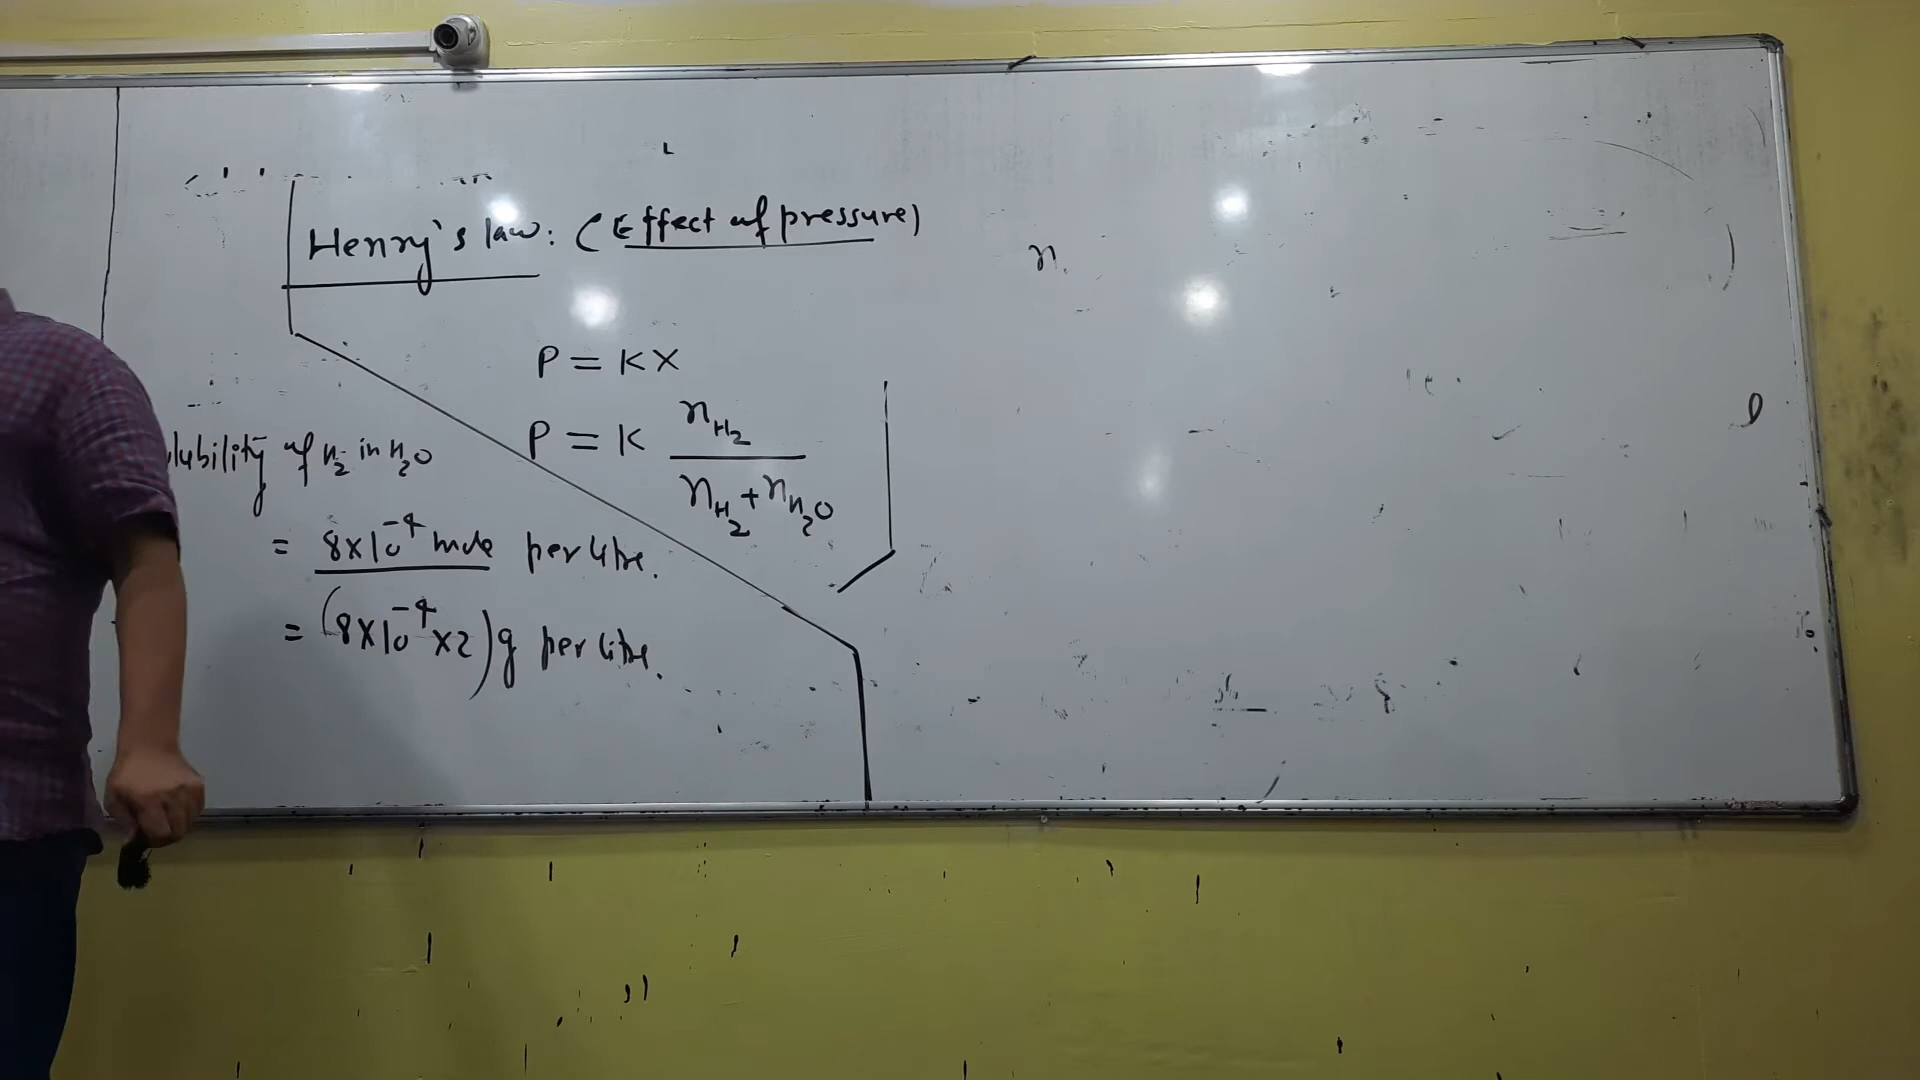 Henry's law: (Effect of pressure)
n
P = KX
P = K n_H2 / (n_H2 + n_H2O)
lubility of H2 in H2O
= 8×10^-4 mole per litre.
= (8×10^-4 ×2) g per litre.